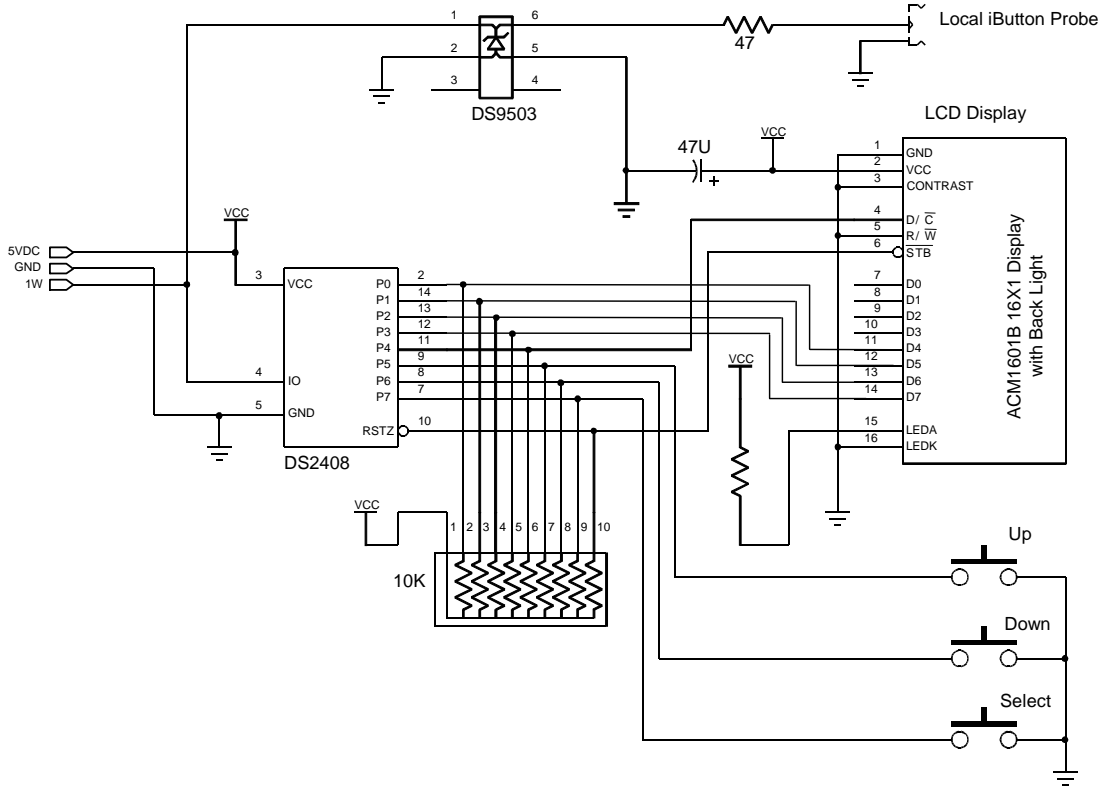 Local iButton Probe
1
6
47
2
5
3
4
DS9503
LCD Display
47U
+
VCC
1
GND
2
VCC
3
CONTRAST
4
D/ C
5
R/ W
6
STB
7
D0
8
D1
9
D2
10
D3
11
D4
12
D5
13
D6
14
D7
15
LEDA
16
LEDK
ACM1601B 16X1 Display
with Back Light
VCC
5VDC
GND
1W
3
VCC
4
IO
5
GND
P0
2
P1
14
P2
13
P3
12
P4
11
P5
9
P6
8
P7
7
RSTZ
10
DS2408
VCC
VCC
1 2 3 4 5 6 7 8 9 10
10K
Up
Down
Select